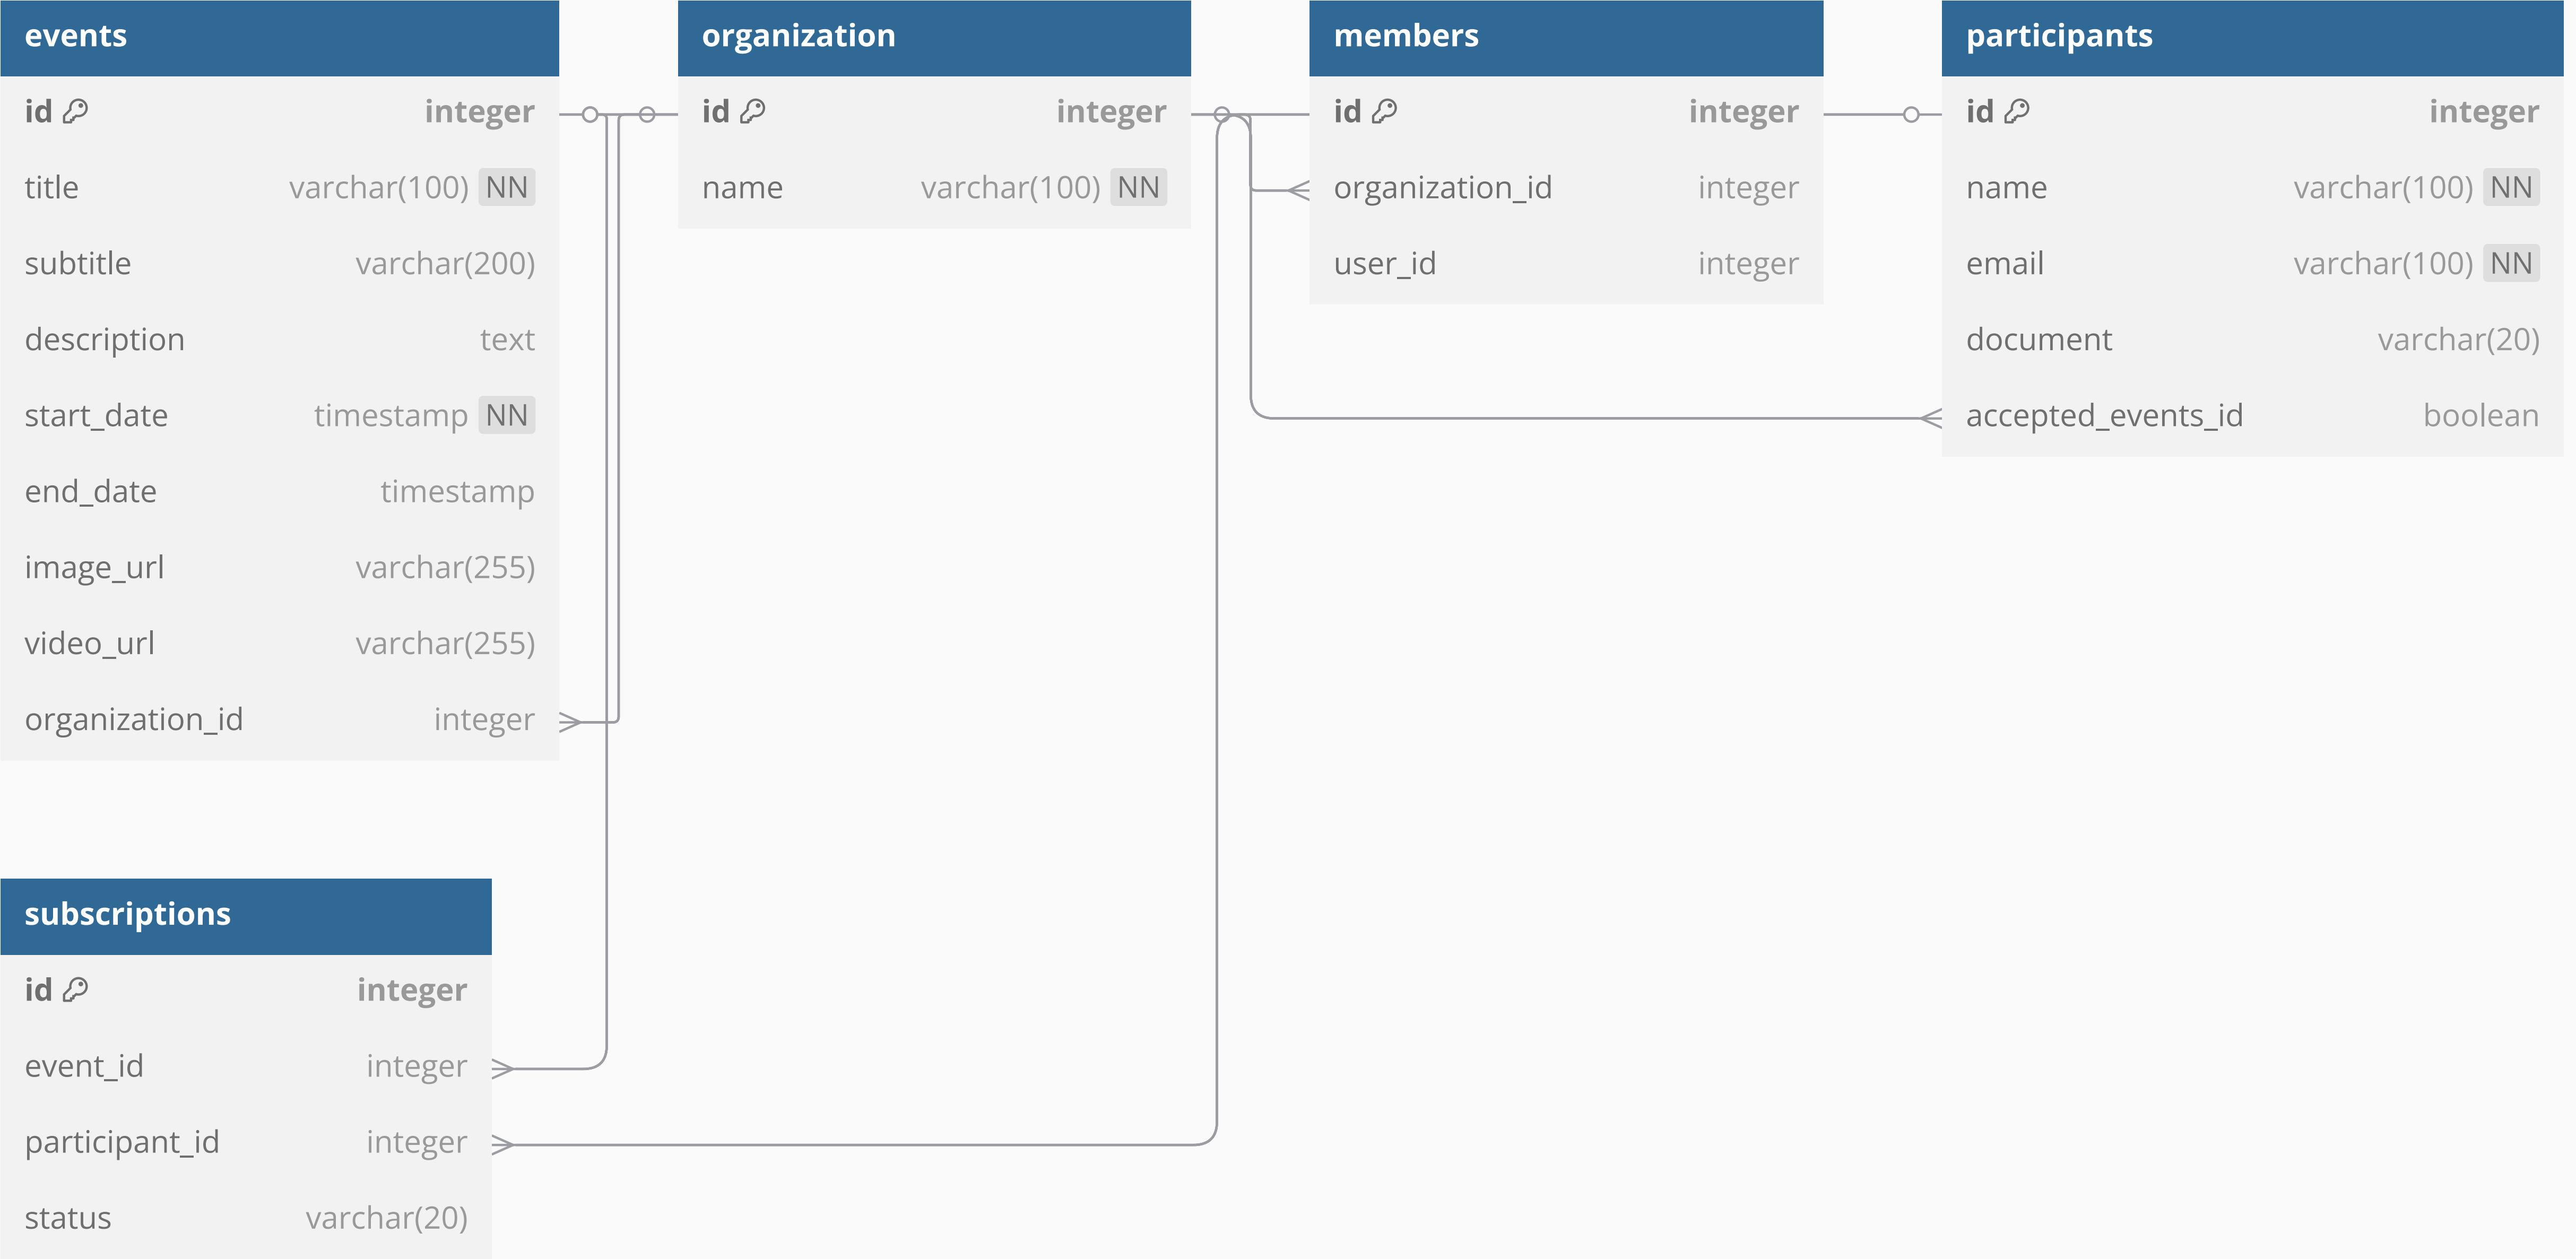 events
id integer
title varchar(100) NN
subtitle varchar(200)
description text
start_date timestamp NN
end_date timestamp
image_url varchar(255)
video_url varchar(255)
organization_id integer
organization
id integer
name varchar(100) NN
members
id integer
organization_id integer
user_id integer
participants
id integer
name varchar(100) NN
email varchar(100) NN
document varchar(20)
accepted_events_id boolean
subscriptions
id integer
event_id integer
participant_id integer
status varchar(20)